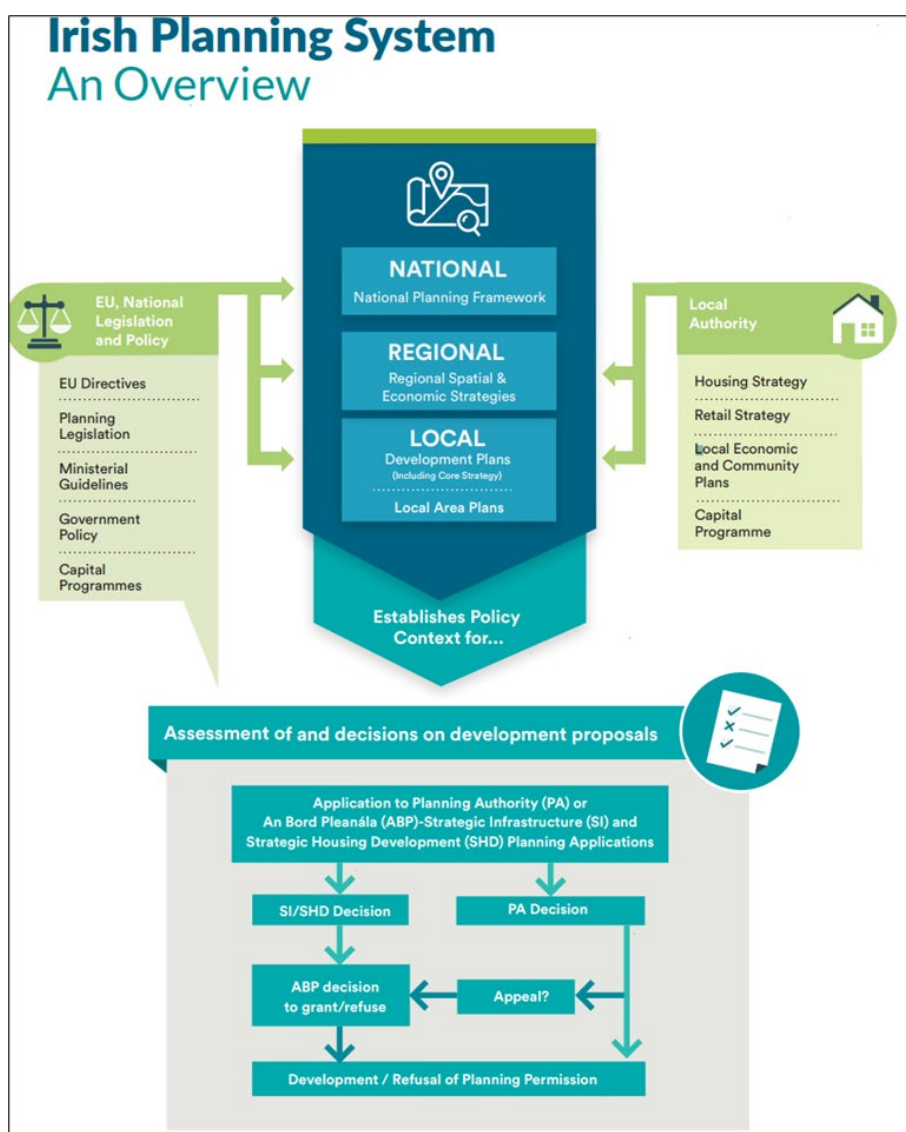 Irish Planning System
An Overview
NATIONAL
National Planning Framework
REGIONAL
Regional Spatial &
Economic Strategies
LOCAL
Development Plans
(Including Core Strategy)
Local Area Plans
EU, National
Legislation
and Policy
EU Directives
Planning
Legislation
Ministerial
Guidelines
Government
Policy
Capital
Programmes
Local
Authority
Housing Strategy
Retail Strategy
Local Economic
and Community
Plans
Capital
Programme
Establishes Policy
Context for...
Assessment of and decisions on development proposals
Application to Planning Authority (PA) or
An Bord Pleanála (ABP)-Strategic Infrastructure (SI) and
Strategic Housing Development (SHD) Planning Applications
SI/SHD Decision
PA Decision
ABP decision
to grant/refuse
Appeal?
Development / Refusal of Planning Permission